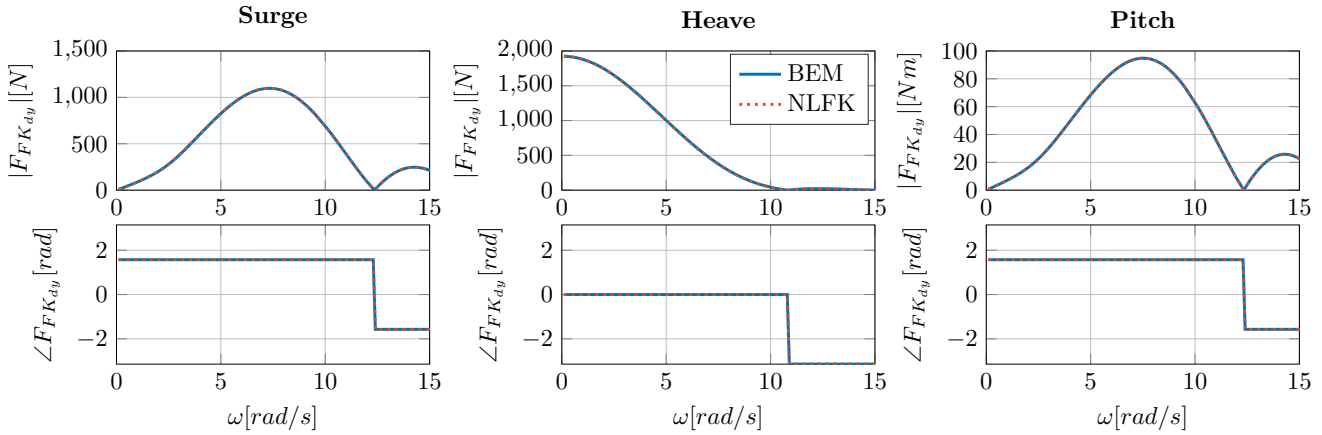 Surge
|F_{FK_{dy}}|[N]
1,500
1,000
500
0
0 5 10 15
∠F_{FK_{dy}}[rad]
2
0
−2
0 5 10 15
ω[rad/s]
Heave
|F_{FK_{dy}}|[N]
2,000
1,500
1,000
500
0
0 5 10 15
BEM
NLFK
∠F_{FK_{dy}}[rad]
2
0
−2
0 5 10 15
ω[rad/s]
Pitch
|F_{FK_{dy}}|[Nm]
100
80
60
40
20
0
0 5 10 15
∠F_{FK_{dy}}[rad]
2
0
−2
0 5 10 15
ω[rad/s]